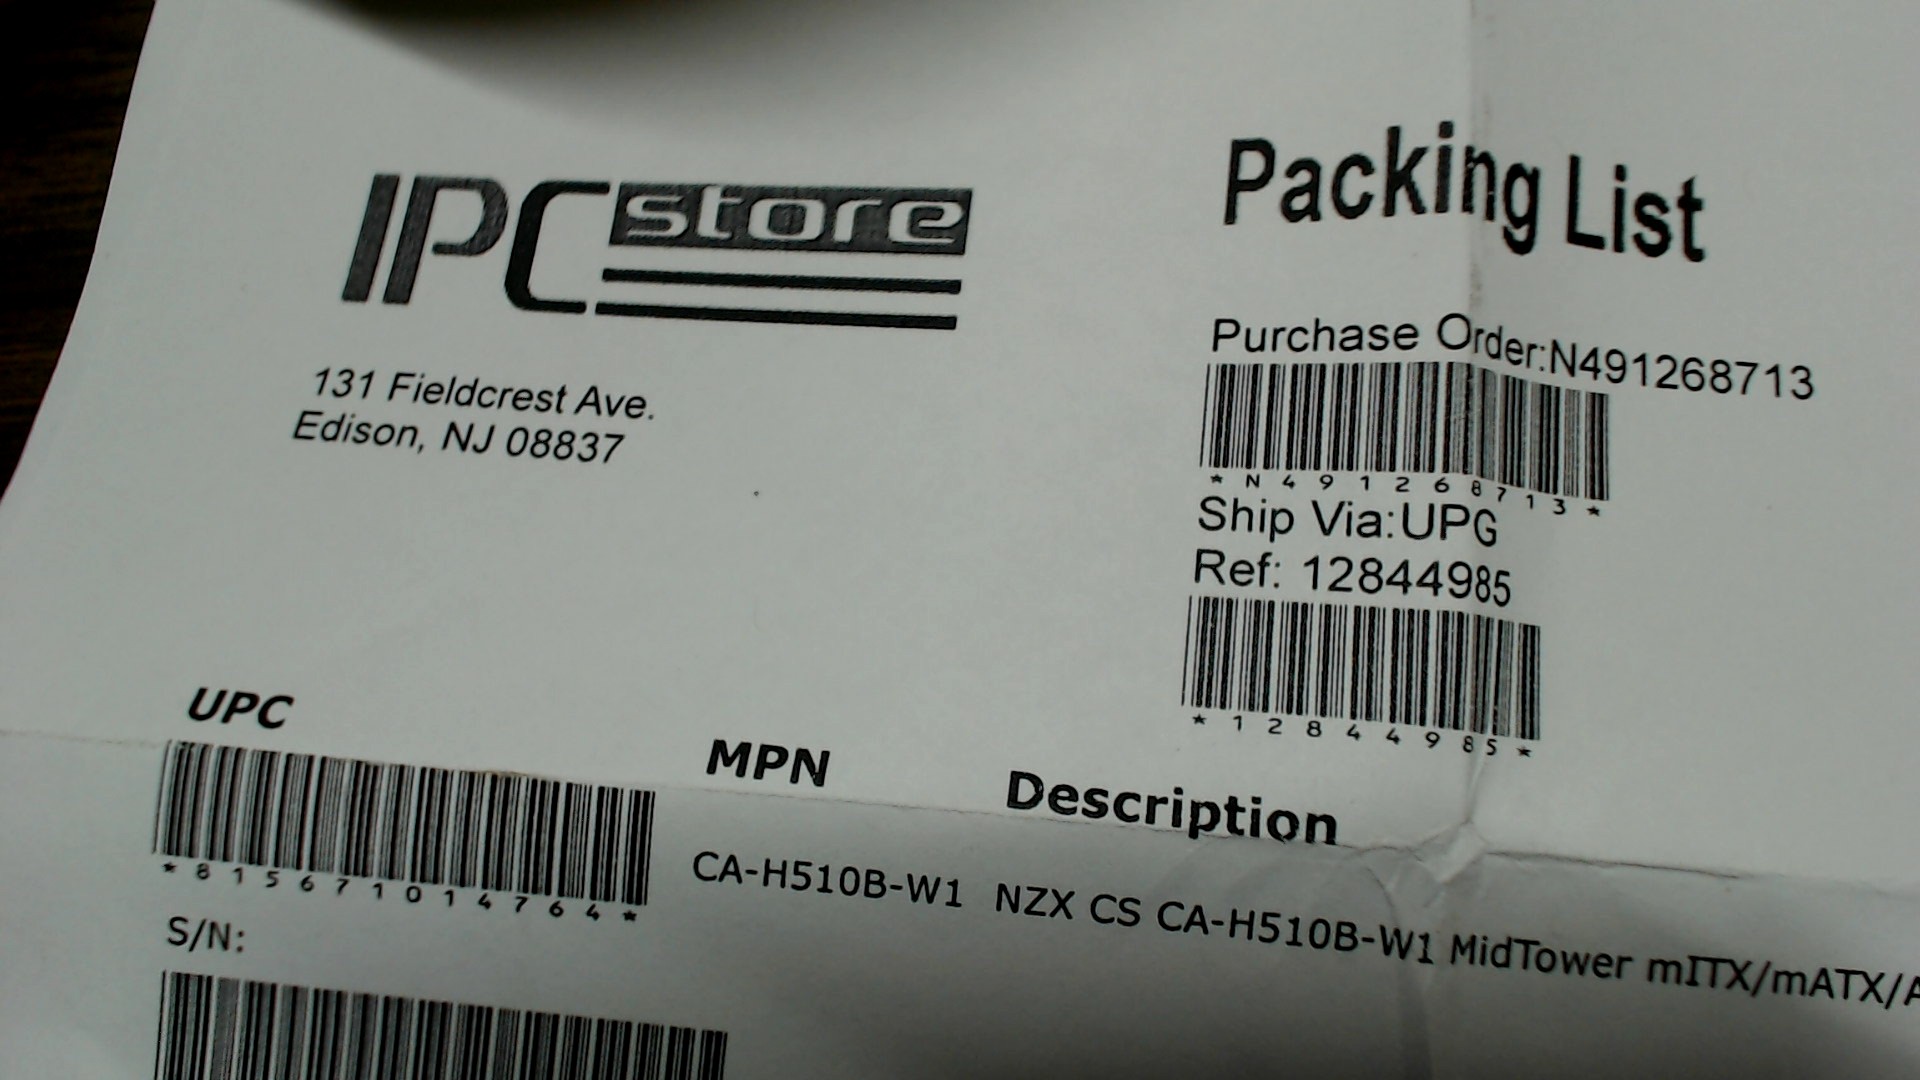 IPC store
131 Fieldcrest Ave.
Edison, NJ 08837
Packing List
Purchase Order:N491268713
*N491268713*
Ship Via:UPG
Ref: 12844985
*12844985*
UPC MPN Description
*815671014764* CA-H510B-W1 NZX CS CA-H510B-W1 MidTower mITX/mATX/
S/N: